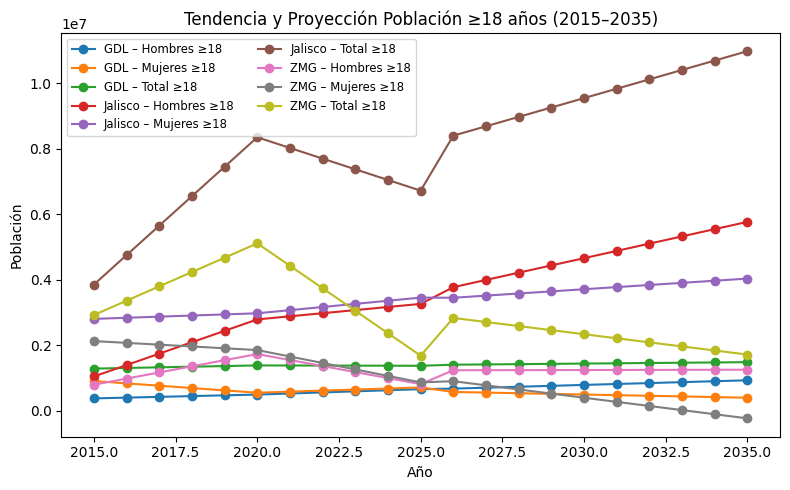 Tendencia y Proyección Población ≥18 años (2015–2035)
1e7
GDL – Hombres ≥18
GDL – Mujeres ≥18
GDL – Total ≥18
Jalisco – Hombres ≥18
Jalisco – Mujeres ≥18
Jalisco – Total ≥18
ZMG – Hombres ≥18
ZMG – Mujeres ≥18
ZMG – Total ≥18
Población
1.0
0.8
0.6
0.4
0.2
0.0
2015.0 2017.5 2020.0 2022.5 2025.0 2027.5 2030.0 2032.5 2035.0
Año